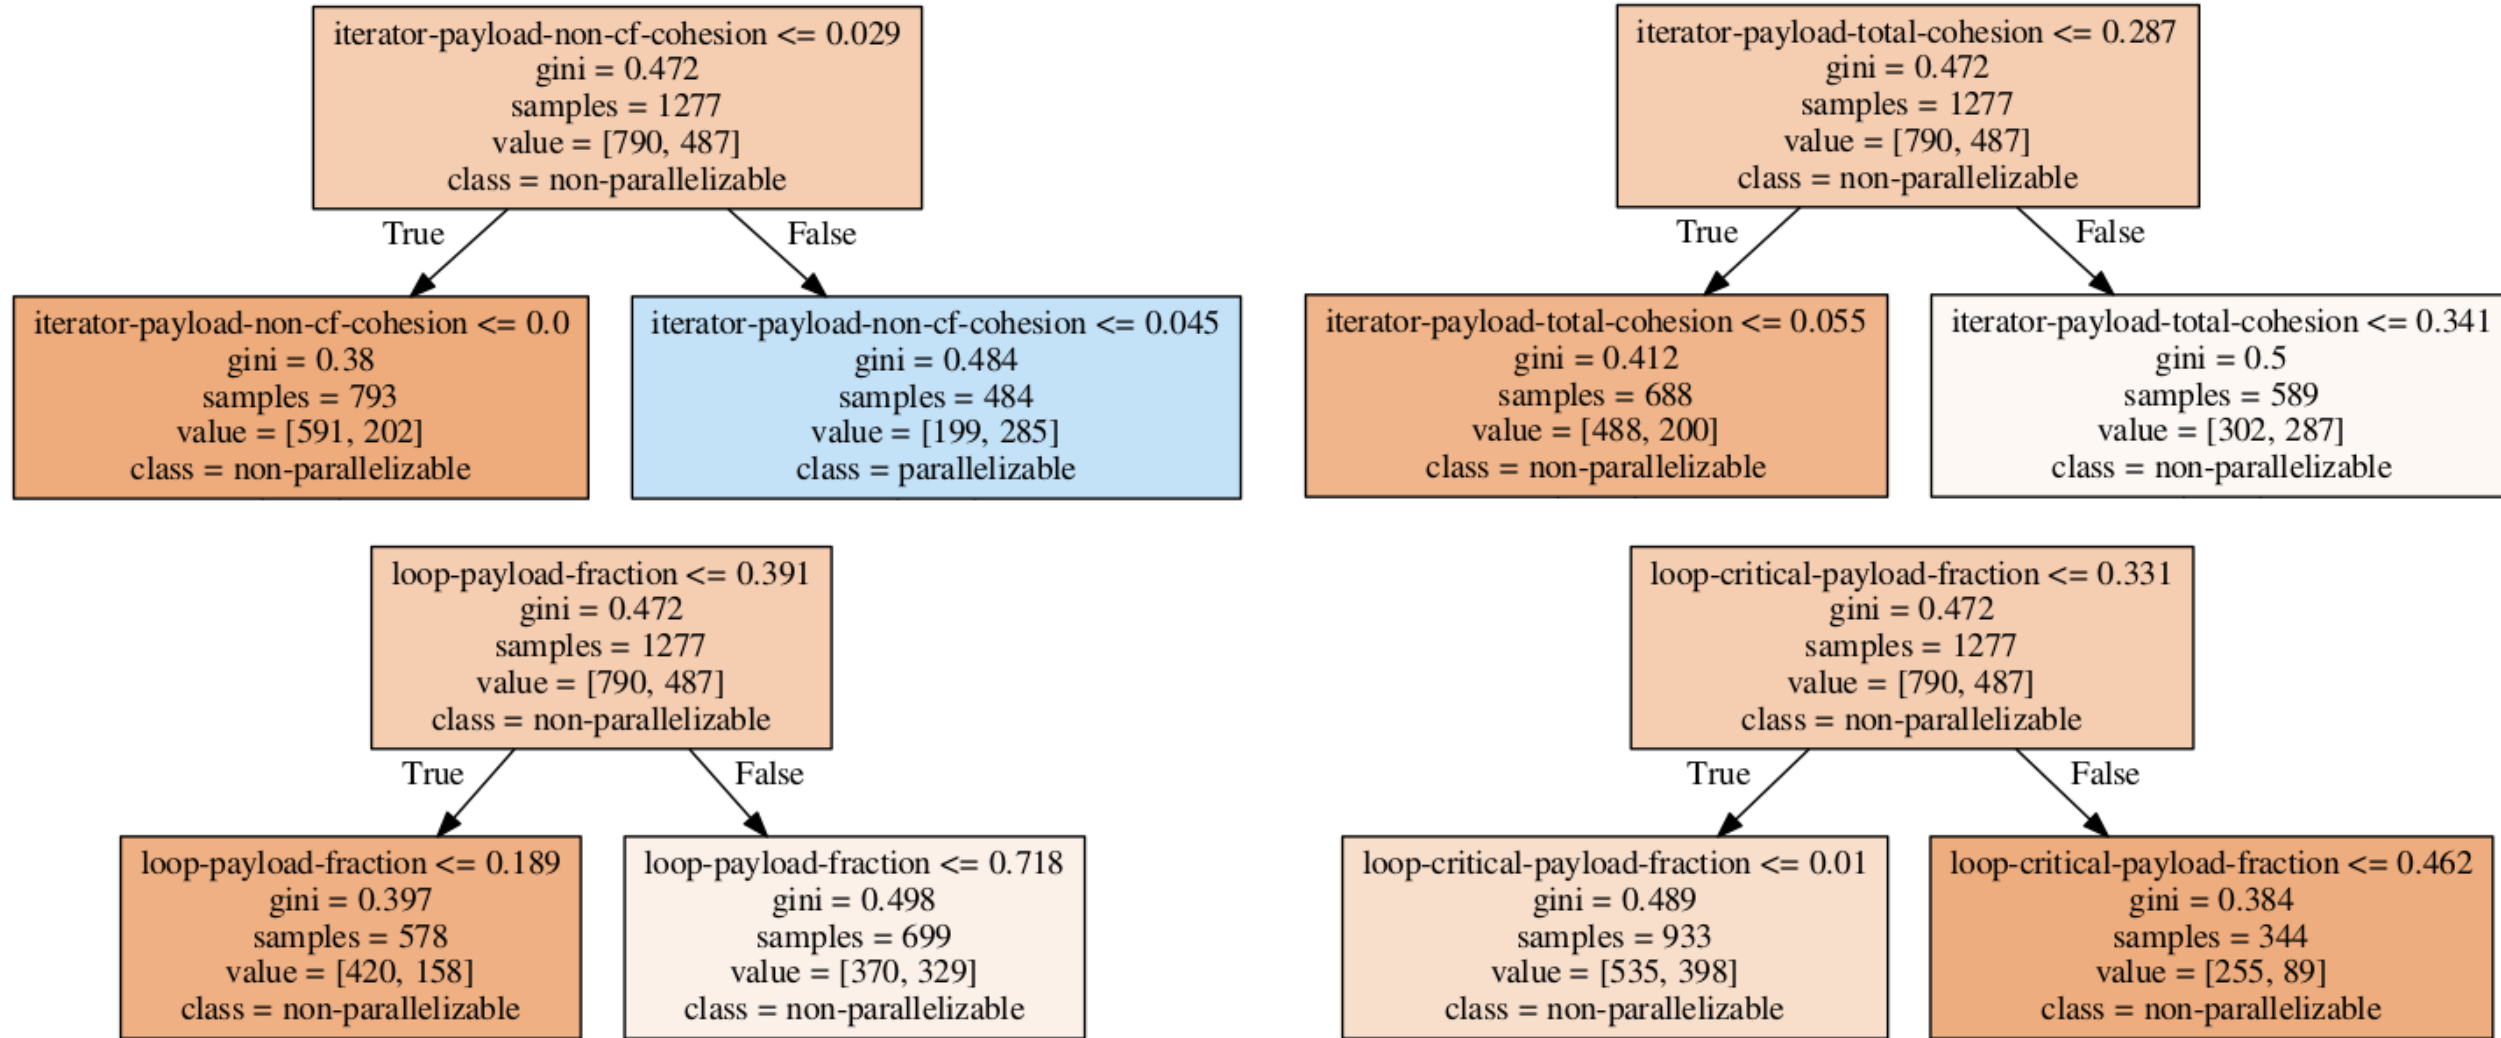 iterator-payload-non-cf-cohesion <= 0.029
gini = 0.472
samples = 1277
value = [790, 487]
class = non-parallelizable
True
False
iterator-payload-non-cf-cohesion <= 0.0
gini = 0.38
samples = 793
value = [591, 202]
class = non-parallelizable
iterator-payload-non-cf-cohesion <= 0.045
gini = 0.484
samples = 484
value = [199, 285]
class = parallelizable
iterator-payload-total-cohesion <= 0.287
gini = 0.472
samples = 1277
value = [790, 487]
class = non-parallelizable
True
False
iterator-payload-total-cohesion <= 0.055
gini = 0.412
samples = 688
value = [488, 200]
class = non-parallelizable
iterator-payload-total-cohesion <= 0.341
gini = 0.5
samples = 589
value = [302, 287]
class = non-parallelizable
loop-payload-fraction <= 0.391
gini = 0.472
samples = 1277
value = [790, 487]
class = non-parallelizable
True
False
loop-payload-fraction <= 0.189
gini = 0.397
samples = 578
value = [420, 158]
class = non-parallelizable
loop-payload-fraction <= 0.718
gini = 0.498
samples = 699
value = [370, 329]
class = non-parallelizable
loop-critical-payload-fraction <= 0.331
gini = 0.472
samples = 1277
value = [790, 487]
class = non-parallelizable
True
False
loop-critical-payload-fraction <= 0.01
gini = 0.489
samples = 933
value = [535, 398]
class = non-parallelizable
loop-critical-payload-fraction <= 0.462
gini = 0.384
samples = 344
value = [255, 89]
class = non-parallelizable